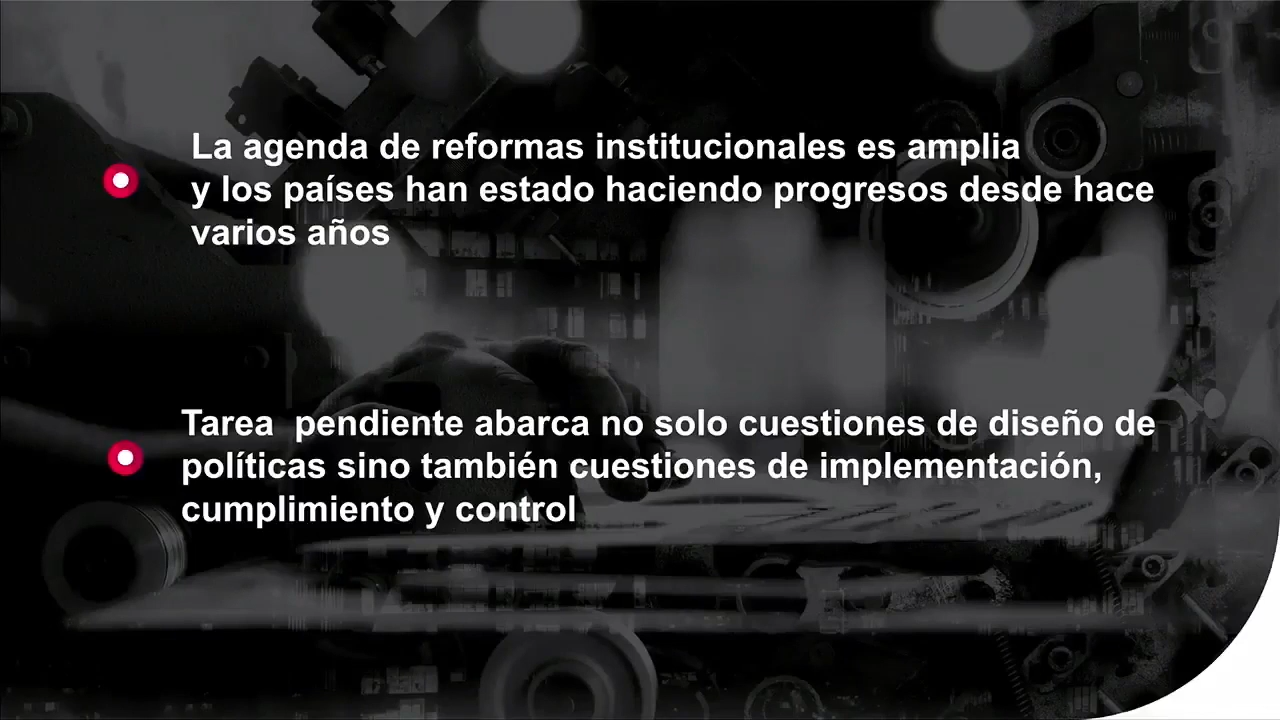 La agenda de reformas institucionales es amplia
y los países han estado haciendo progresos desde hace
varios años
Tarea  pendiente abarca no solo cuestiones de diseño de
políticas sino también cuestiones de implementación,
cumplimiento y control